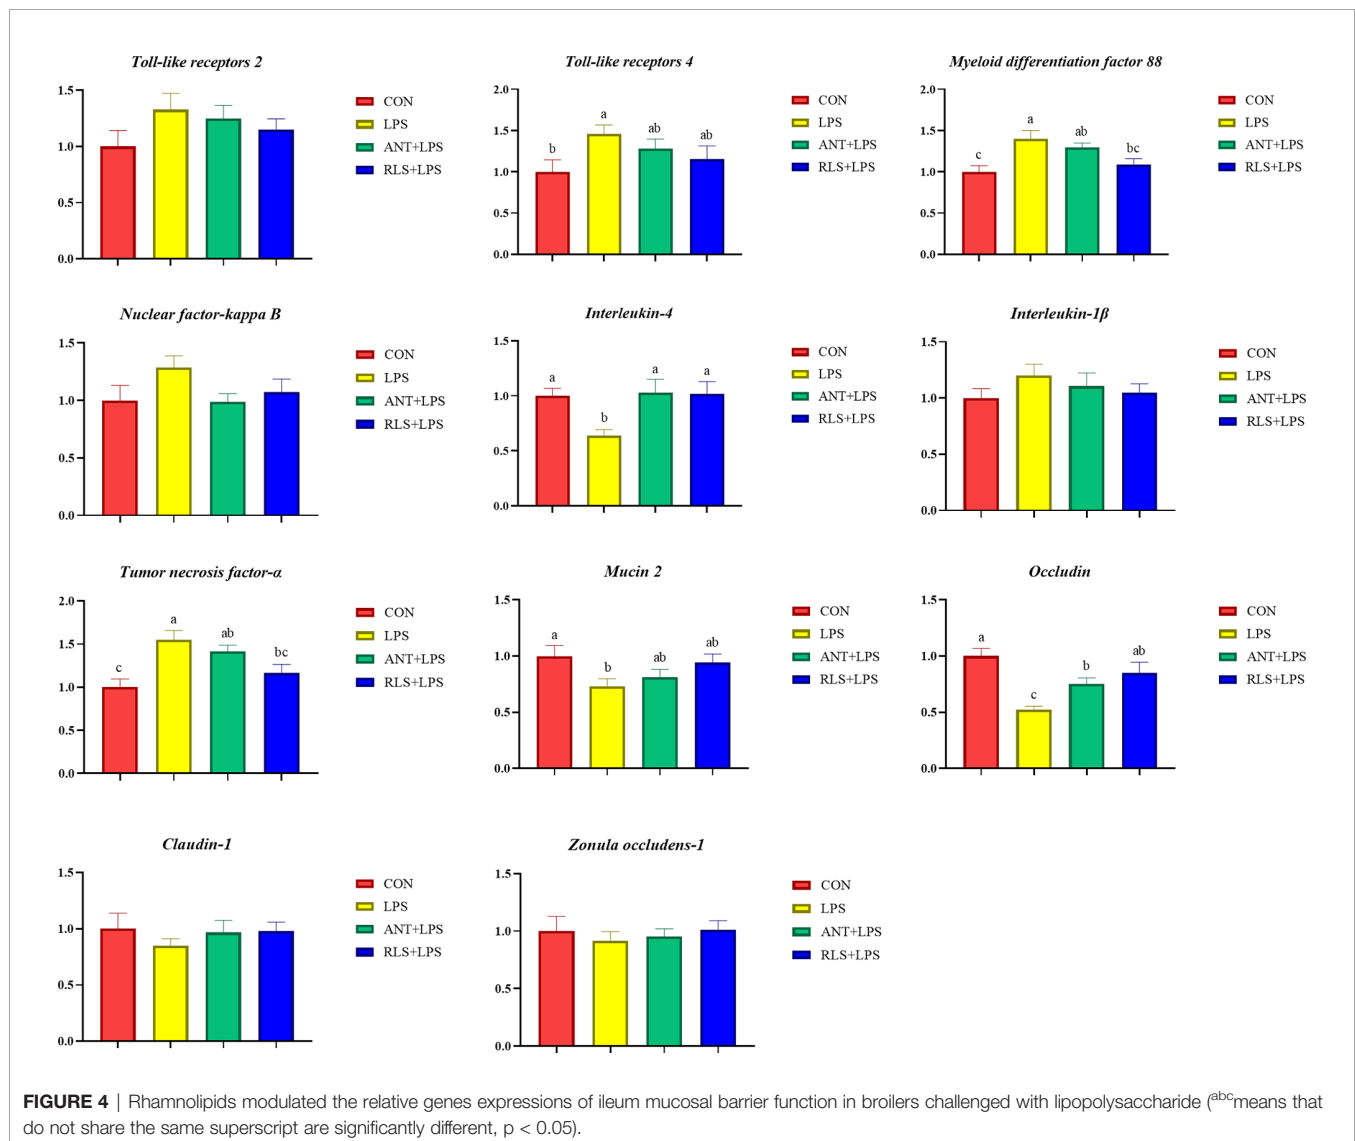 Toll-like receptors 2
1.5
1.0
0.5
0.0
CON
LPS
ANT+LPS
RLS+LPS
Toll-like receptors 4
2.0
1.5
1.0
0.5
0.0
b
a
ab
ab
CON
LPS
ANT+LPS
RLS+LPS
Myeloid differentiation factor 88
2.0
1.5
1.0
0.5
0.0
c
a
ab
bc
CON
LPS
ANT+LPS
RLS+LPS
Nuclear factor-kappa B
1.5
1.0
0.5
0.0
CON
LPS
ANT+LPS
RLS+LPS
Interleukin-4
1.5
1.0
0.5
0.0
a
b
a
a
CON
LPS
ANT+LPS
RLS+LPS
Interleukin-1β
1.5
1.0
0.5
0.0
CON
LPS
ANT+LPS
RLS+LPS
Tumor necrosis factor-α
2.0
1.5
1.0
0.5
0.0
c
a
ab
bc
CON
LPS
ANT+LPS
RLS+LPS
Mucin 2
1.5
1.0
0.5
0.0
a
b
ab
ab
CON
LPS
ANT+LPS
RLS+LPS
Occludin
1.5
1.0
0.5
0.0
a
c
b
ab
CON
LPS
ANT+LPS
RLS+LPS
Claudin-1
1.5
1.0
0.5
0.0
CON
LPS
ANT+LPS
RLS+LPS
Zonula occludens-1
1.5
1.0
0.5
0.0
CON
LPS
ANT+LPS
RLS+LPS
FIGURE 4 | Rhamnolipids modulated the relative genes expressions of ileum mucosal barrier function in broilers challenged with lipopolysaccharide (abcmeans that
do not share the same superscript are significantly different, p < 0.05).